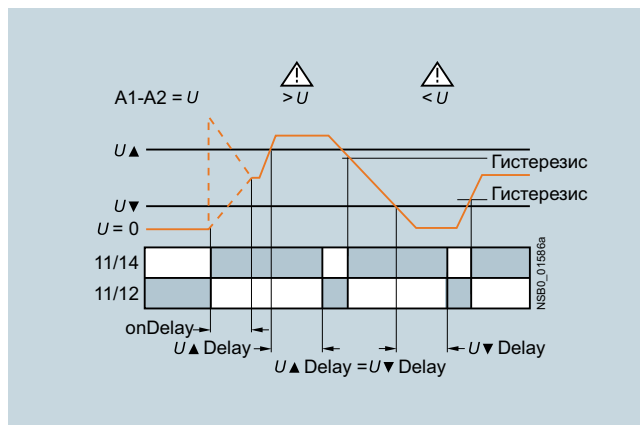 A1-A2 = U
> U
< U
U▲
Гистерезис
Гистерезис
U▼
U = 0
11/14
11/12
NSB0_01586a
onDelay
U▲Delay
U▼Delay
U▲Delay =U▼Delay